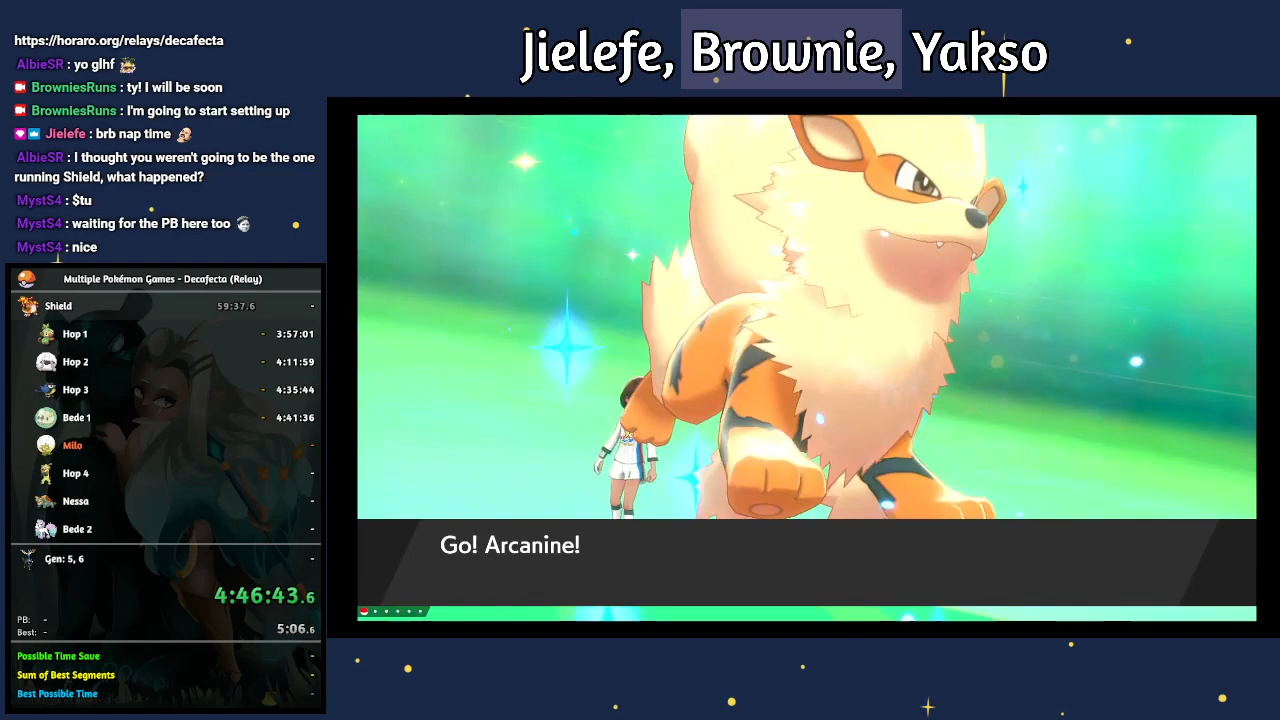 https://horaro.org/relays/decafecta
AlbieSR : yo glhf
BrowniesRuns : ty! I will be soon
BrowniesRuns : I'm going to start setting up
Jielefe : brb nap time
AlbieSR : I thought you weren't going to be the one
running Shield, what happened?
MystS4 : $tu
MystS4 : waiting for the PB here too
MystS4 : nice
Jielefe, Brownie, Yakso
Multiple Pokémon Games - Decafecta (Relay)
Shield 59:37.6 -
Hop 1 - 3:57:01
Hop 2 - 4:11:59
Hop 3 - 4:35:44
Bede 1 - 4:41:36
Milo -
Hop 4 -
Nessa -
Bede 2 -
Gen: 5, 6 -
4:46:43.6
PB: -
Best: - 5:06.6
Possible Time Save -
Sum of Best Segments -
Best Possible Time -
Go! Arcanine!